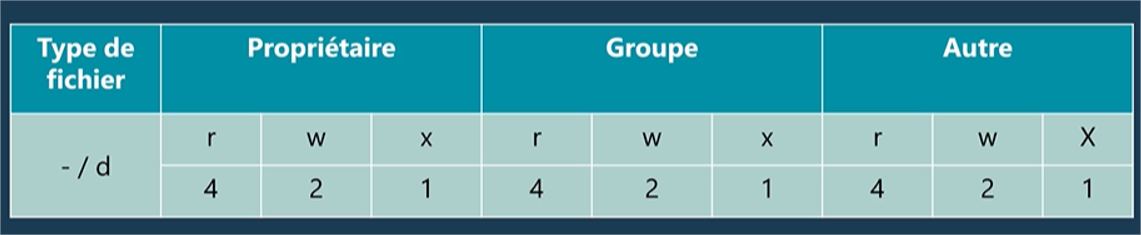 Type de fichier Propriétaire Groupe Autre
- / d r w x r w x r w X
4 2 1 4 2 1 4 2 1